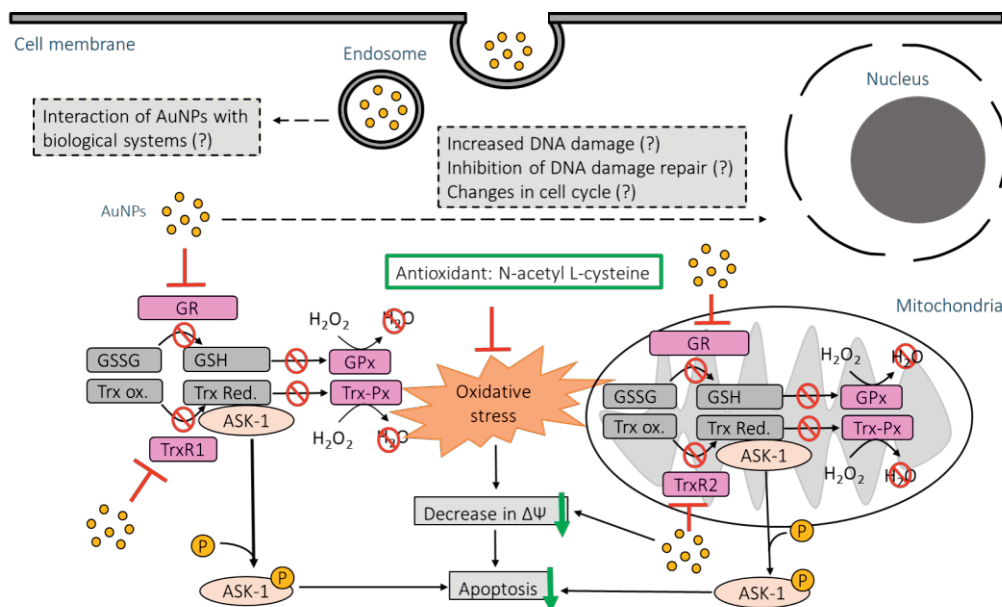 Cell membrane
Endosome
Nucleus
Interaction of AuNPs with
biological systems (?)
Increased DNA damage (?)
Inhibition of DNA damage repair (?)
Changes in cell cycle (?)
AuNPs
Antioxidant: N-acetyl L-cysteine
Mitochondria
GR
H₂O₂
H₂O
GSSG
GSH
GPx
Trx ox.
Trx Red.
Trx-Px
ASK-1
TrxR1
H₂O₂
H₂O
Oxidative
stress
GR
H₂O₂
H₂O
GSSG
GSH
GPx
Trx ox.
Trx Red.
Trx-Px
ASK-1
TrxR2
H₂O₂
H₂O
Decrease in ΔΨ
P
P
ASK-1
P
Apoptosis
ASK-1
P